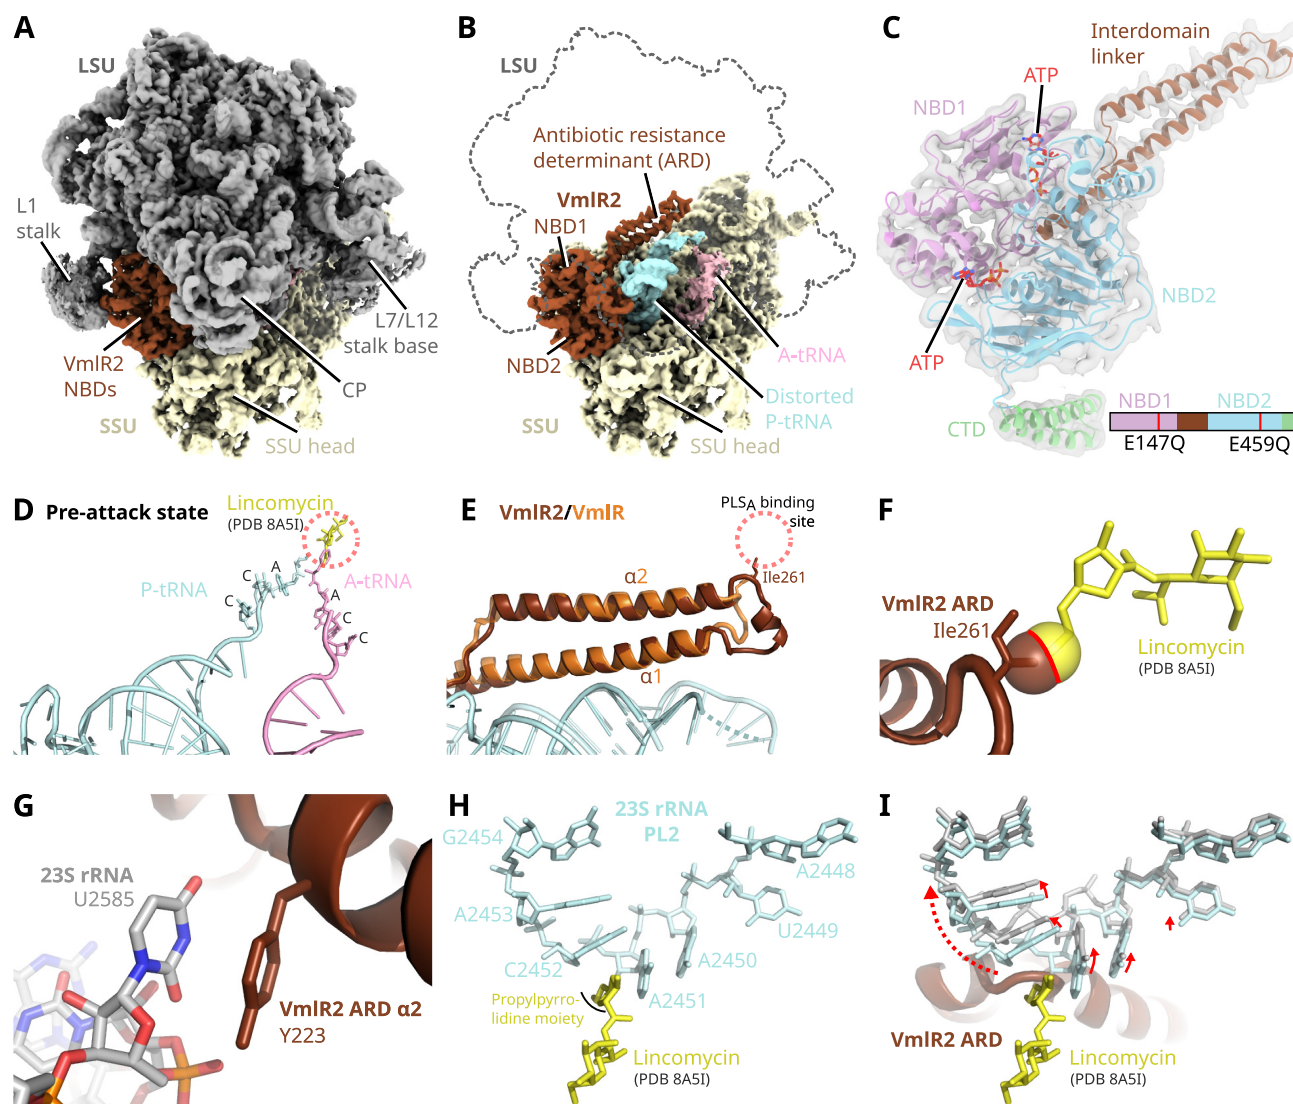 A
LSU
L1
stalk
VmlR2
NBDs
SSU
L7/L12
stalk base
CP
SSU head
B
LSU
Antibiotic resistance
determinant (ARD)
VmlR2
NBD1
NBD2
A-tRNA
Distorted
P-tRNA
SSU
SSU head
C
Interdomain
linker
ATP
NBD1
NBD2
ATP
CTD
NBD1
NBD2
E147Q
E459Q
D
Pre-attack state
Lincomycin
(PDB 8A5I)
P-tRNA
C
C
A
A-tRNA
A
C
C
E
VmlR2/VmlR
PLSA binding
site
Ile261
α2
α1
F
VmlR2 ARD
Ile261
Lincomycin
(PDB 8A5I)
G
23S rRNA
U2585
VmlR2 ARD α2
Y223
H
23S rRNA
PL2
G2454
A2448
A2453
U2449
C2452
A2450
A2451
Propylpyrro-
lidine moiety
Lincomycin
(PDB 8A5I)
I
VmlR2 ARD
Lincomycin
(PDB 8A5I)